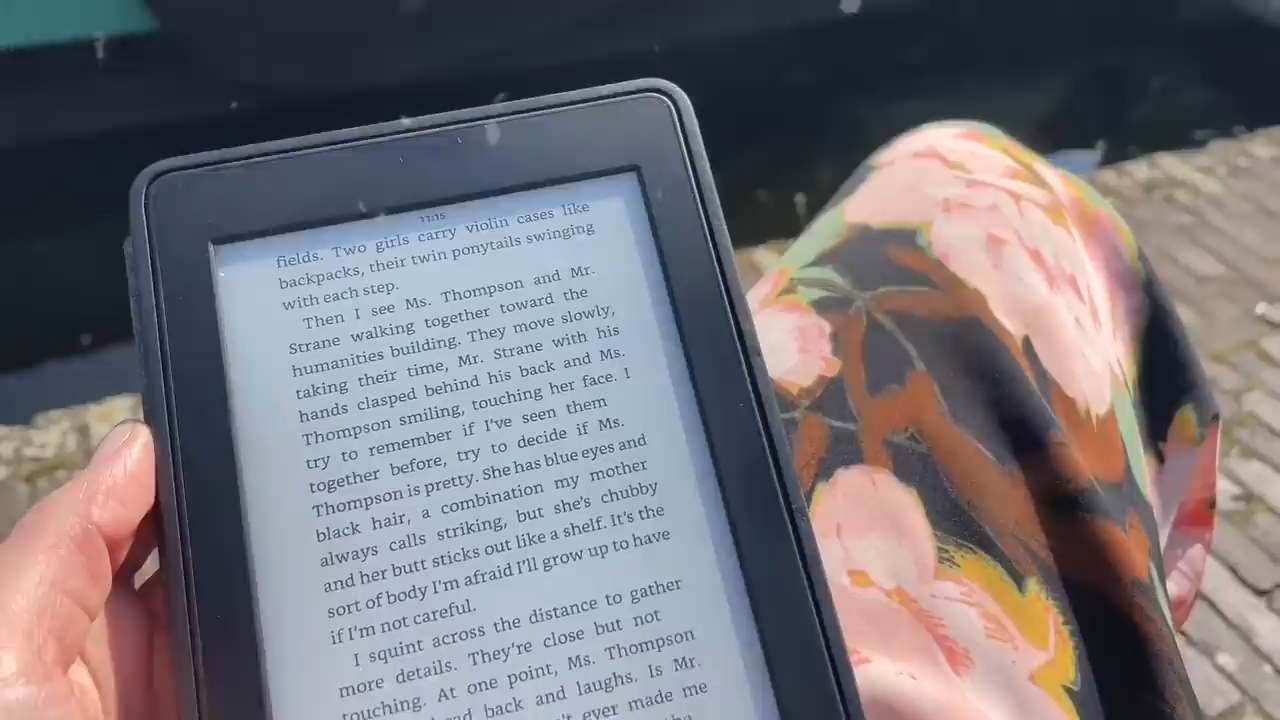 11:15
fields. Two girls carry violin cases like
backpacks, their twin ponytails swinging
with each step.
Then I see Ms. Thompson and Mr.
Strane walking together toward the
humanities building. They move slowly,
taking their time, Mr. Strane with his
hands clasped behind his back and Ms.
Thompson smiling, touching her face. I
try to remember if I've seen them
together before, try to decide if Ms.
Thompson is pretty. She has blue eyes and
black hair, a combination my mother
always calls striking, but she's chubby
and her butt sticks out like a shelf. It's the
sort of body I'm afraid I'll grow up to have
if I'm not careful.
I squint across the distance to gather
more details. They're close but not
touching. At one point, Ms. Thompson
back and laughs. Is Mr.
ever made me